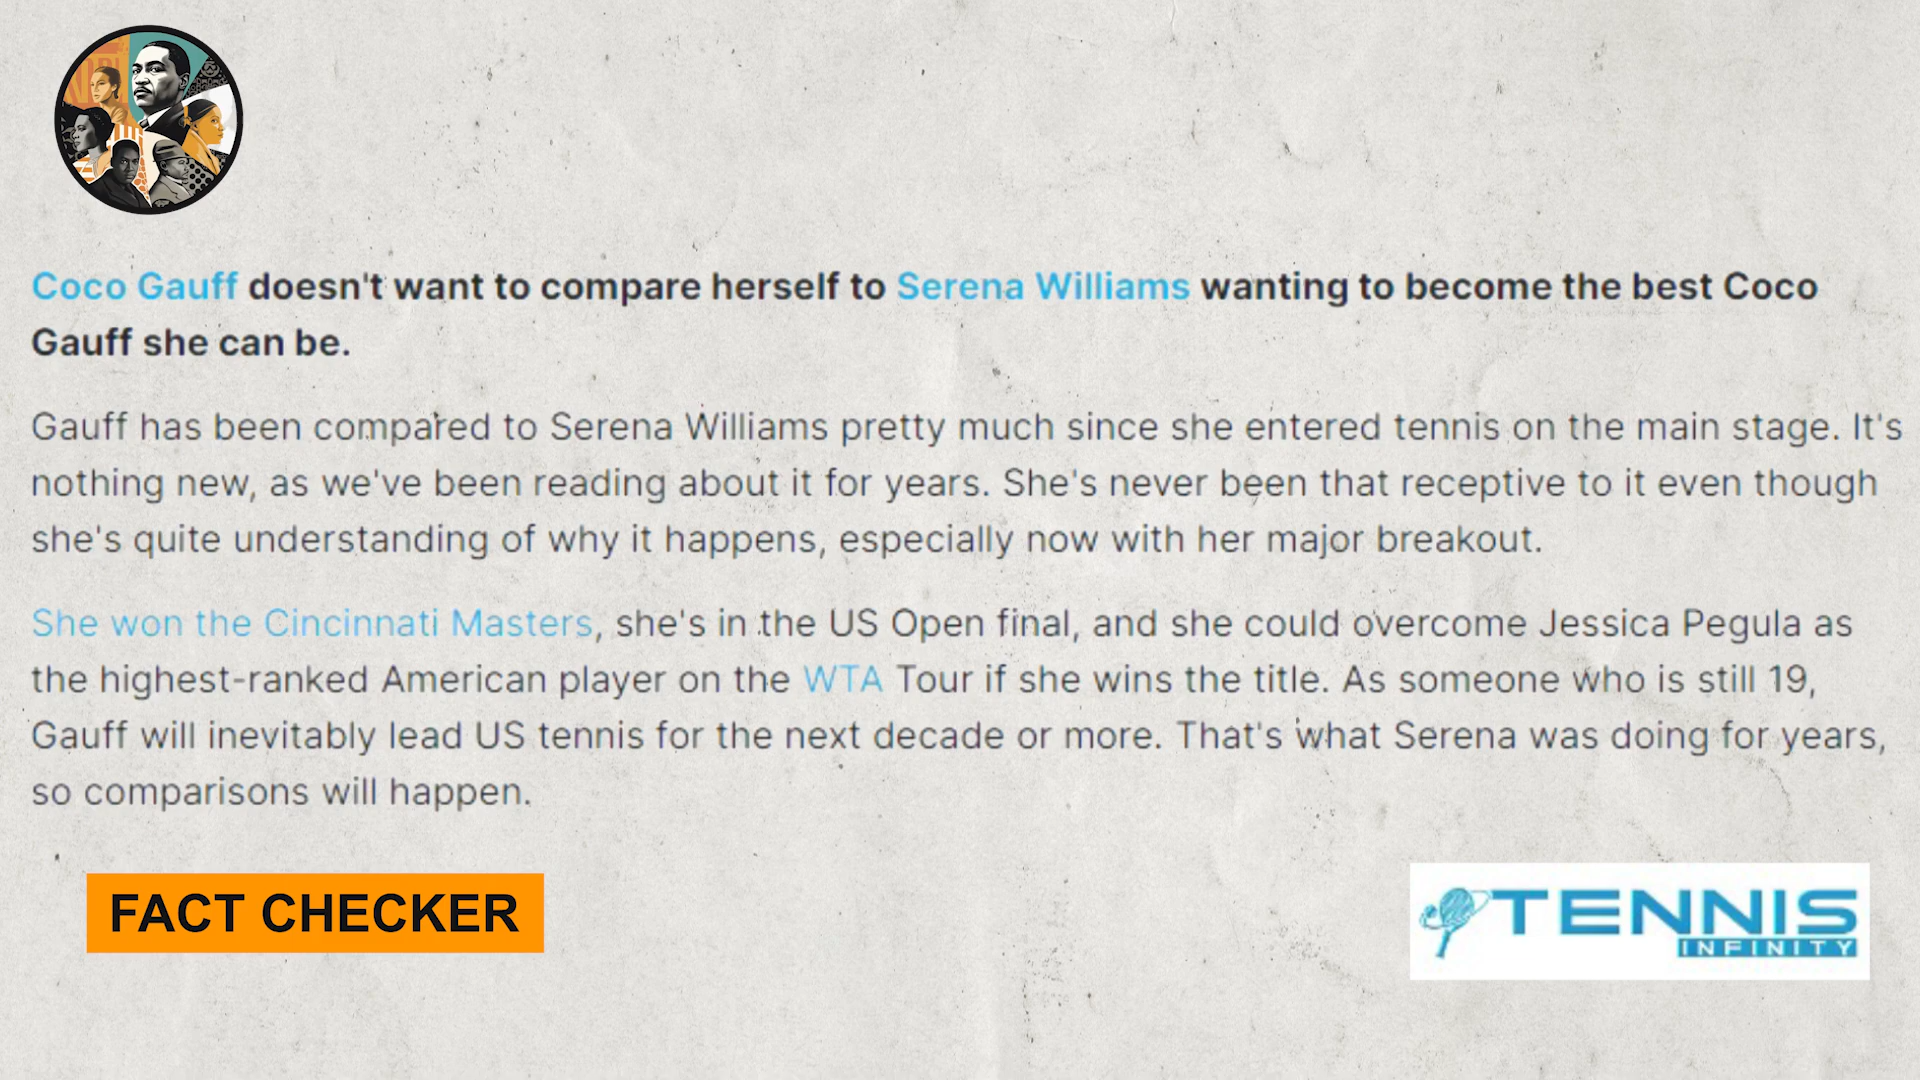 Coco Gauff doesn't want to compare herself to Serena Williams wanting to become the best Coco
Gauff she can be.
Gauff has been compared to Serena Williams pretty much since she entered tennis on the main stage. It's
nothing new, as we've been reading about it for years. She's never been that receptive to it even though
she's quite understanding of why it happens, especially now with her major breakout.
She won the Cincinnati Masters, she's in the US Open final, and she could overcome Jessica Pegula as
the highest-ranked American player on the WTA Tour if she wins the title. As someone who is still 19,
Gauff will inevitably lead US tennis for the next decade or more. That's what Serena was doing for years,
so comparisons will happen.
FACT CHECKER
TENNIS
INFINITY